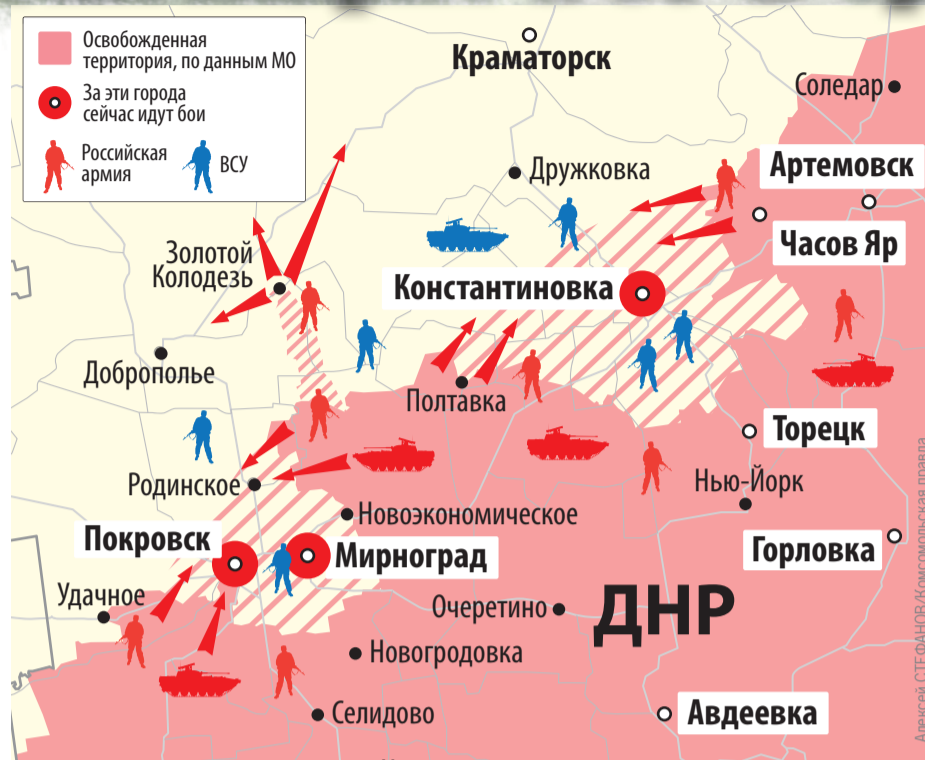 Освобожденная
территория, по данным МО
За эти города
сейчас идут бои
Российская
армия
ВСУ
Краматорск
Соледар
Дружковка
Артемовск
Часов Яр
Золотой
Колодезь
Константиновка
Доброполье
Полтавка
Торецк
Родинское
Нью-Йорк
Новоэкономическое
Покровск
Мирноград
Горловка
Удачное
Очеретино
ДНР
Новогродовка
Селидово
Авдеевка
Алексей СТЕФАНОВ/Комсомольская правда